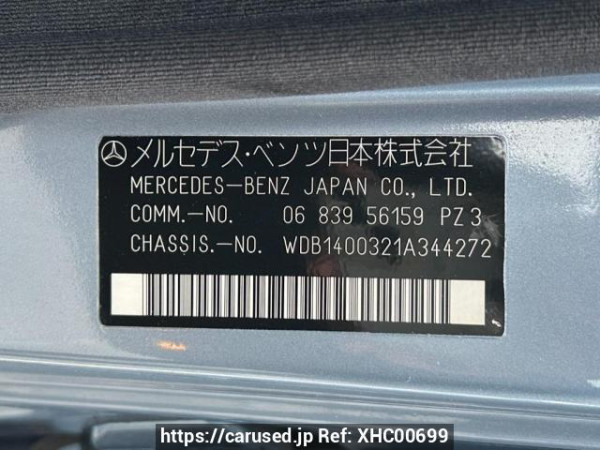 メルセデス・ベンツ日本株式会社
MERCEDES-BENZ JAPAN CO., LTD.
COMM.-NO. 06 839 56159 PZ 3
CHASSIS.-NO. WDB1400321A344272
https://carused.jp Ref: XHC00699